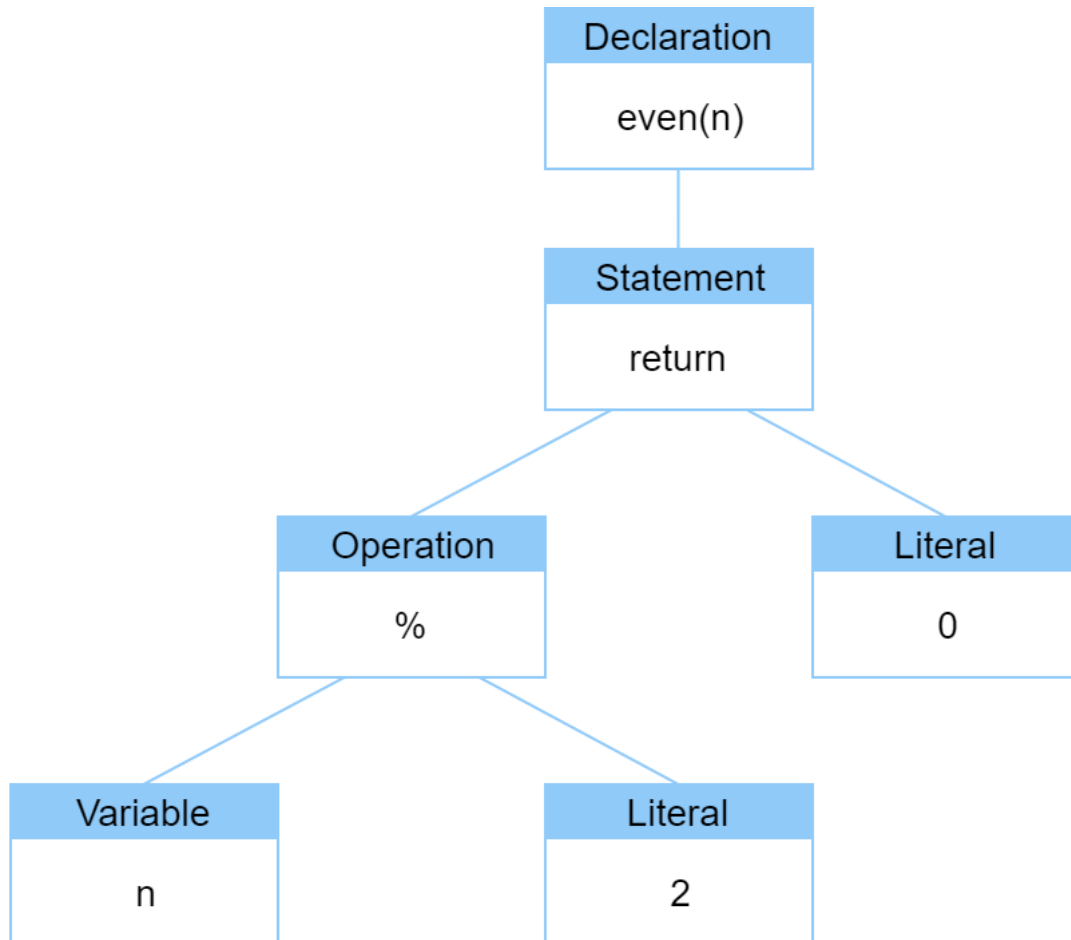 Declaration
even(n)
Statement
return
Operation
%
Literal
0
Variable
n
Literal
2